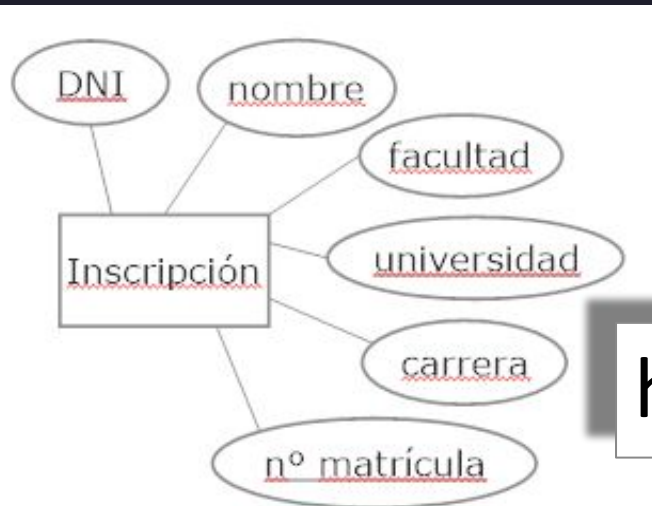 DNI
nombre
facultad
universidad
Inscripción
carrera
nº matrícula